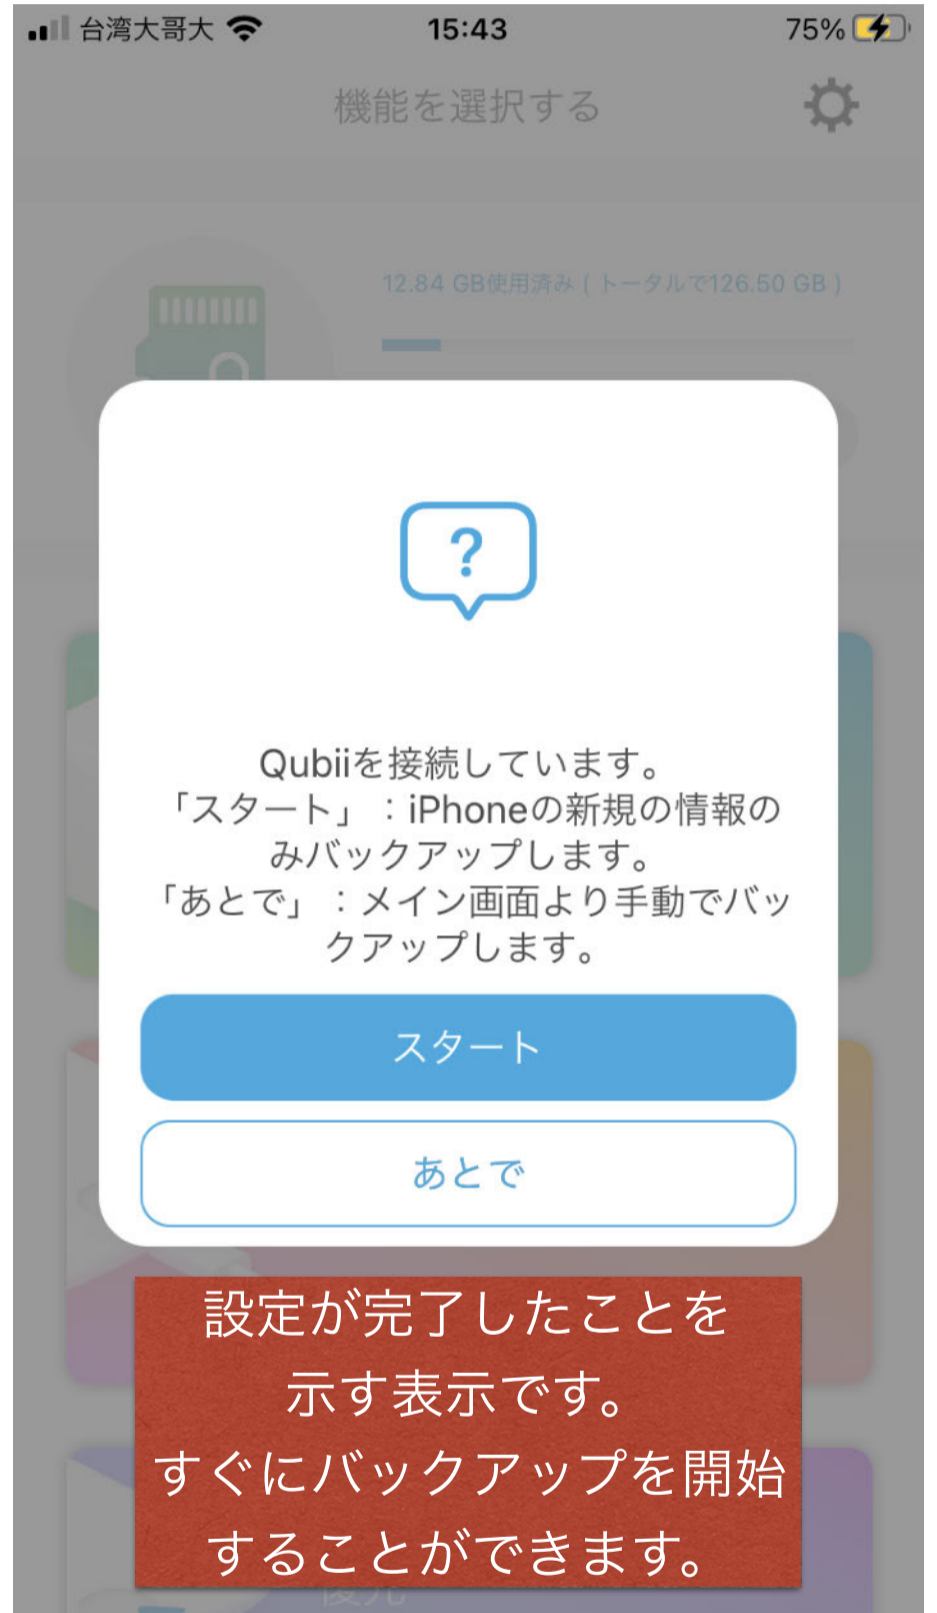 台湾大哥大 15:43 75%
機能を選択する
12.84 GB使用済み ( トータルで126.50 GB )
?
Qubiiを接続しています。
「スタート」：iPhoneの新規の情報の
みバックアップします。
「あとで」：メイン画面より手動でバッ
クアップします。
スタート
あとで
設定が完了したことを
示す表示です。
すぐにバックアップを開始
することができます。
復元